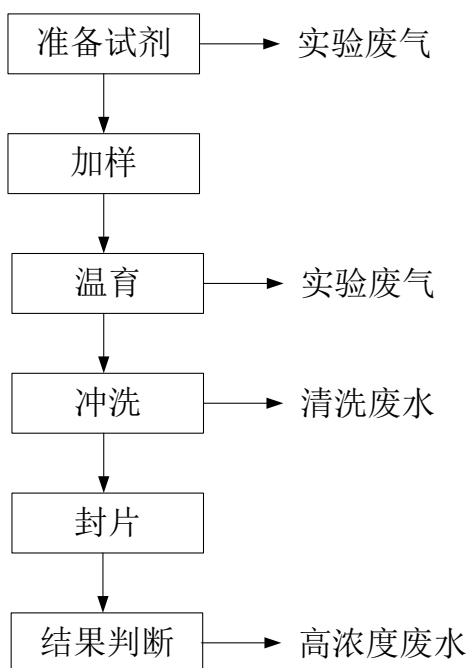 准备试剂 实验废气
加样
温育 实验废气
冲洗 清洗废水
封片
结果判断 高浓度废水